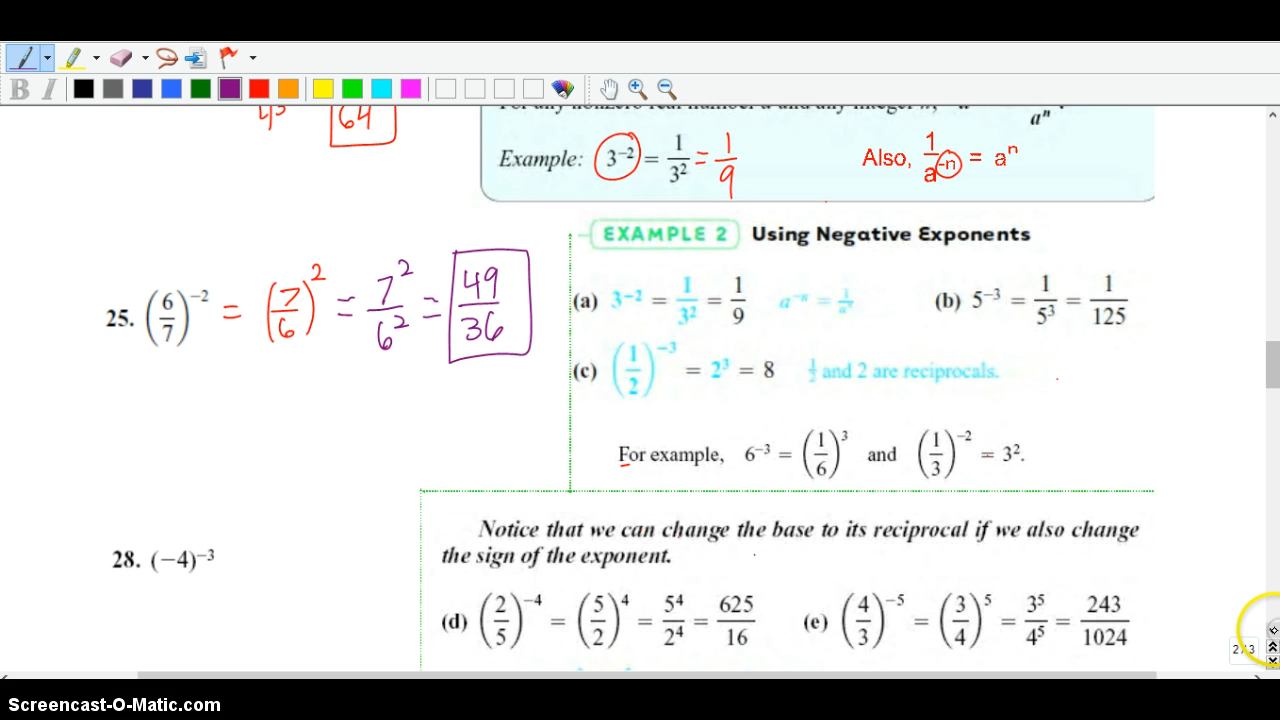 B I
4³ 64
For any nonzero real number a and any integer n,
aⁿ
Example: 3⁻² = 1/3² = 1/9 Also, 1/a⁻ⁿ = aⁿ
EXAMPLE 2 Using Negative Exponents
25. (6/7)⁻² = (7/6)² = 7²/6² = 49/36
(a) 3⁻² = 1/3² = 1/9 a⁻ⁿ = 1/aⁿ (b) 5⁻³ = 1/5³ = 1/125
(c) (1/2)⁻³ = 2³ = 8 1/2 and 2 are reciprocals.
For example, 6⁻³ = (1/6)³ and (1/3)⁻² = 3².
Notice that we can change the base to its reciprocal if we also change
the sign of the exponent.
28. (−4)⁻³
(d) (2/5)⁻⁴ = (5/2)⁴ = 5⁴/2⁴ = 625/16 (e) (4/3)⁻⁵ = (3/4)⁵ = 3⁵/4⁵ = 243/1024
Screencast-O-Matic.com